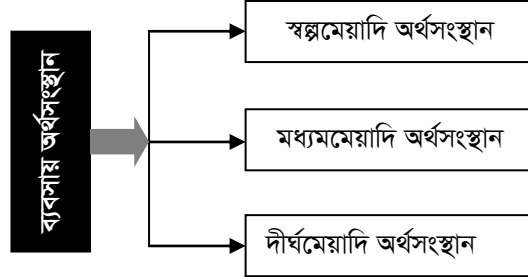 ব্যবসায় অর্থসংস্থান
স্বল্পমেয়াদি অর্থসংস্থান
মধ্যমমেয়াদি অর্থসংস্থান
দীর্ঘমেয়াদি অর্থসংস্থান